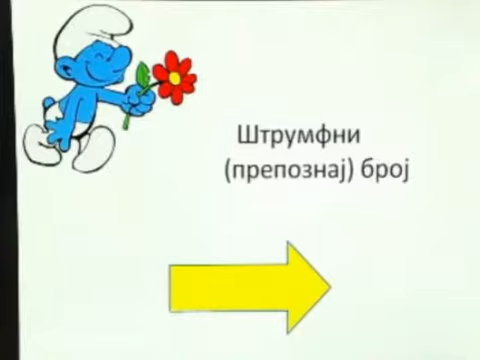 Штрумфни
(препознај) број